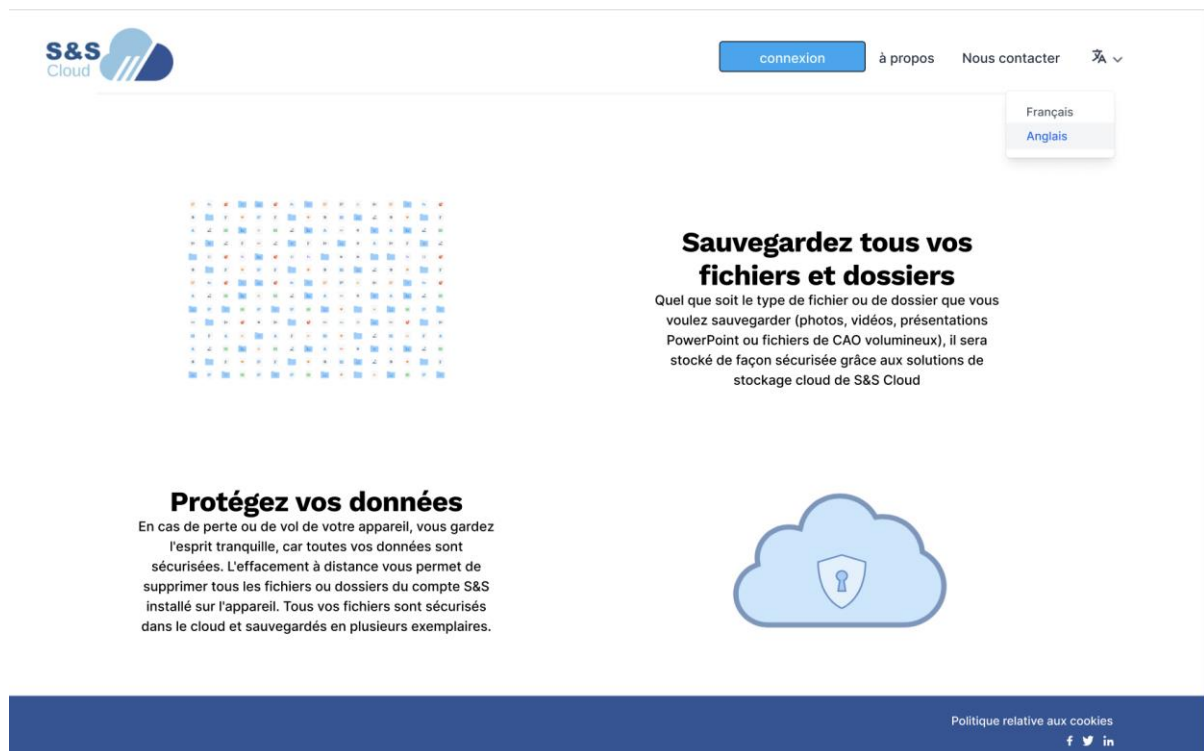 S&S
Cloud
connexion
à propos
Nous contacter
Français
Anglais
Sauvegardez tous vos
fichiers et dossiers
Quel que soit le type de fichier ou de dossier que vous
voulez sauvegarder (photos, vidéos, présentations
PowerPoint ou fichiers de CAO volumineux), il sera
stocké de façon sécurisée grâce aux solutions de
stockage cloud de S&S Cloud
Protégez vos données
En cas de perte ou de vol de votre appareil, vous gardez
l'esprit tranquille, car toutes vos données sont
sécurisées. L'effacement à distance vous permet de
supprimer tous les fichiers ou dossiers du compte S&S
installé sur l'appareil. Tous vos fichiers sont sécurisés
dans le cloud et sauvegardés en plusieurs exemplaires.
Politique relative aux cookies